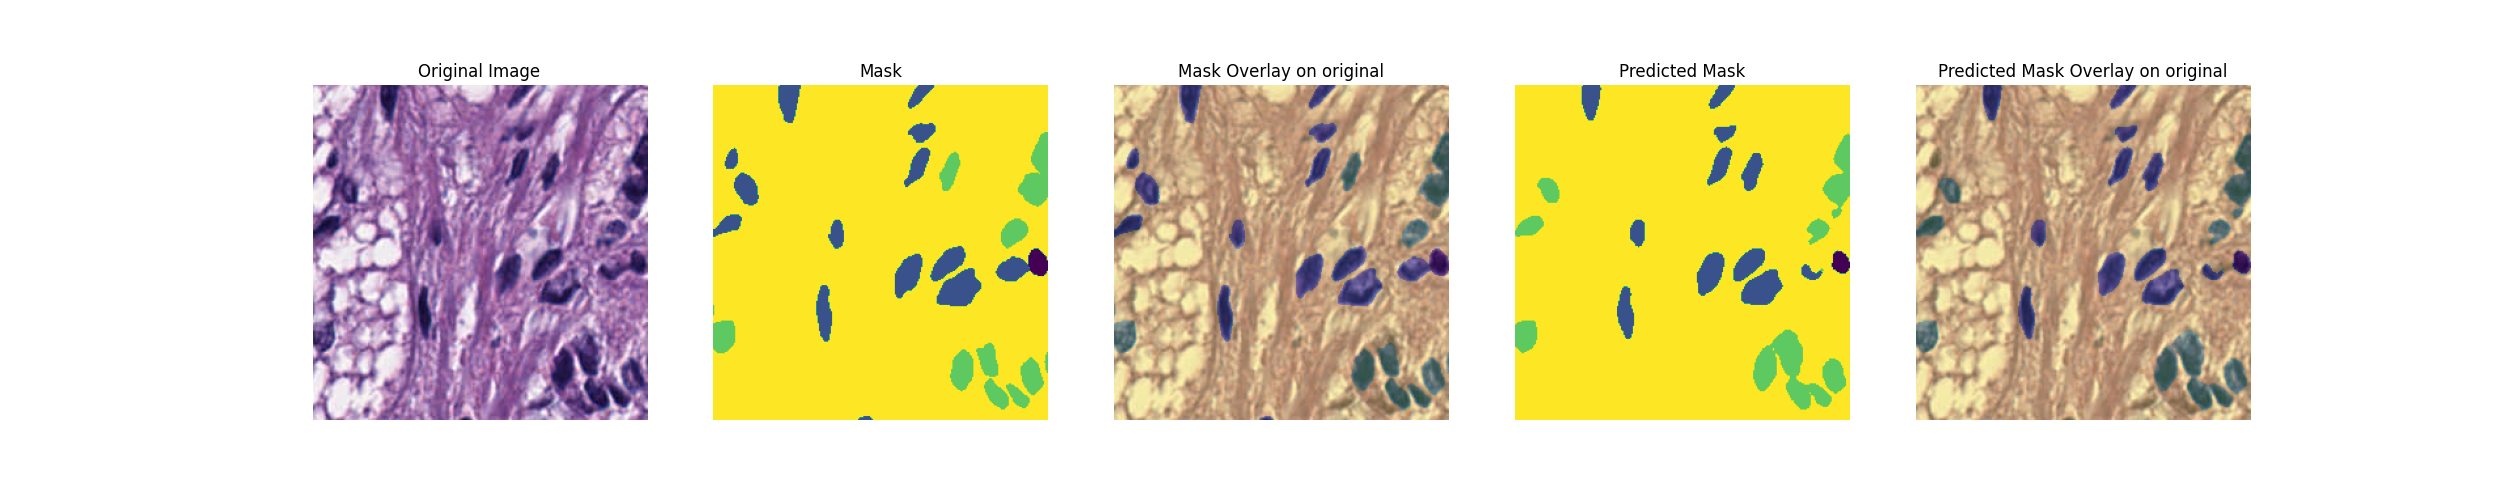 Original Image
Mask
Mask Overlay on original
Predicted Mask
Predicted Mask Overlay on original